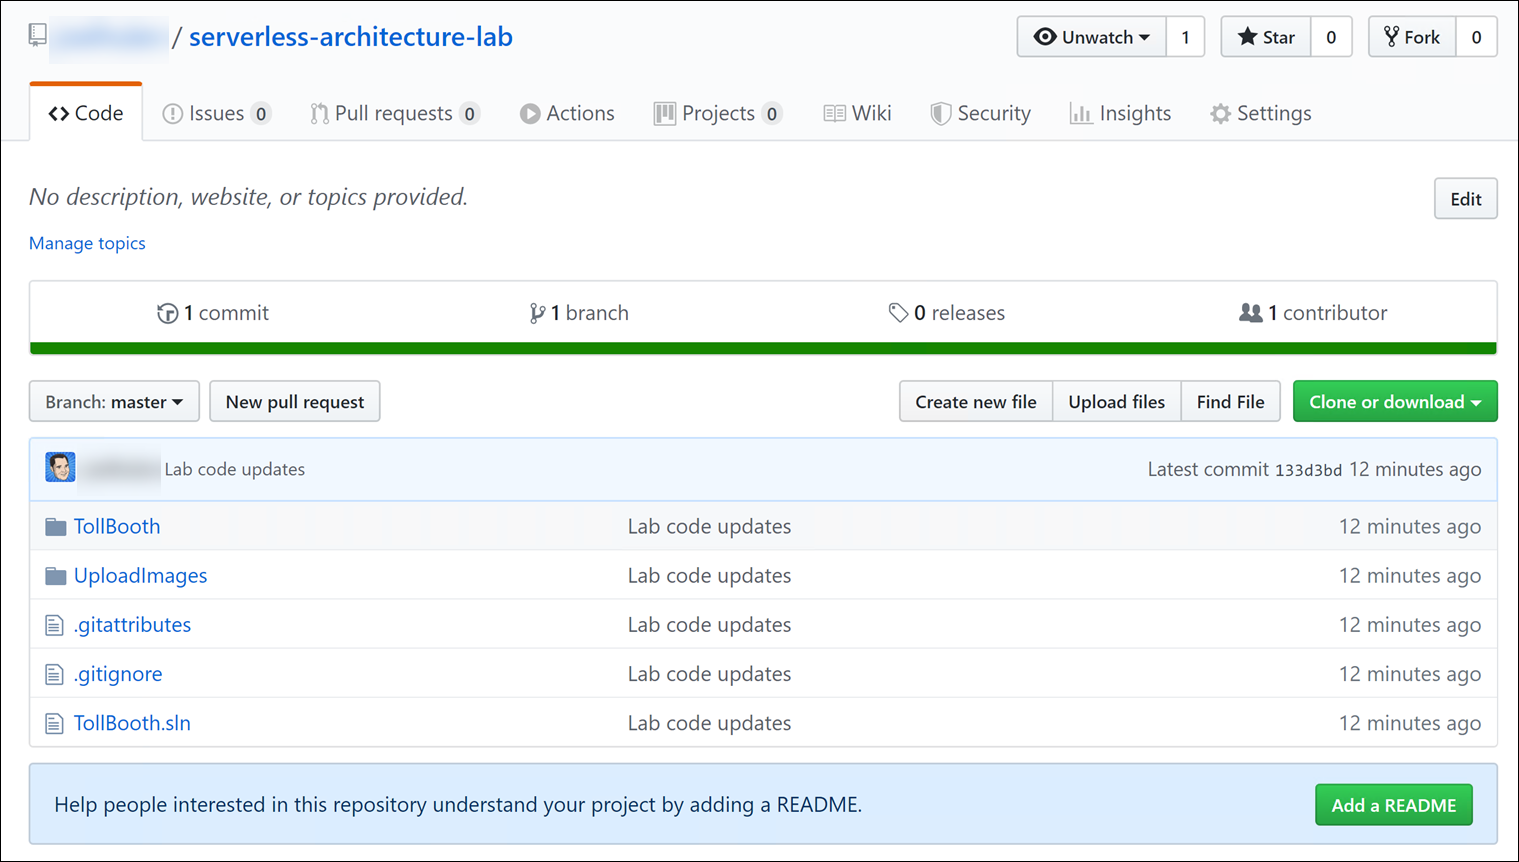 / serverless-architecture-lab
Unwatch 1 Star 0 Fork 0
Code Issues 0 Pull requests 0 Actions Projects 0 Wiki Security Insights Settings
No description, website, or topics provided.
Edit
Manage topics
1 commit 1 branch 0 releases 1 contributor
Branch: master New pull request Create new file Upload files Find File Clone or download
Lab code updates Latest commit 133d3bd 12 minutes ago
TollBooth Lab code updates 12 minutes ago
UploadImages Lab code updates 12 minutes ago
.gitattributes Lab code updates 12 minutes ago
.gitignore Lab code updates 12 minutes ago
TollBooth.sln Lab code updates 12 minutes ago
Help people interested in this repository understand your project by adding a README. Add a README